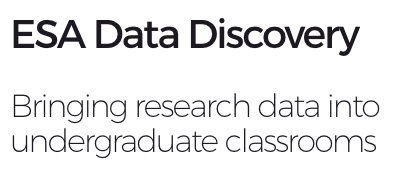 ESA Data Discovery
Bringing research data into
undergraduate classrooms